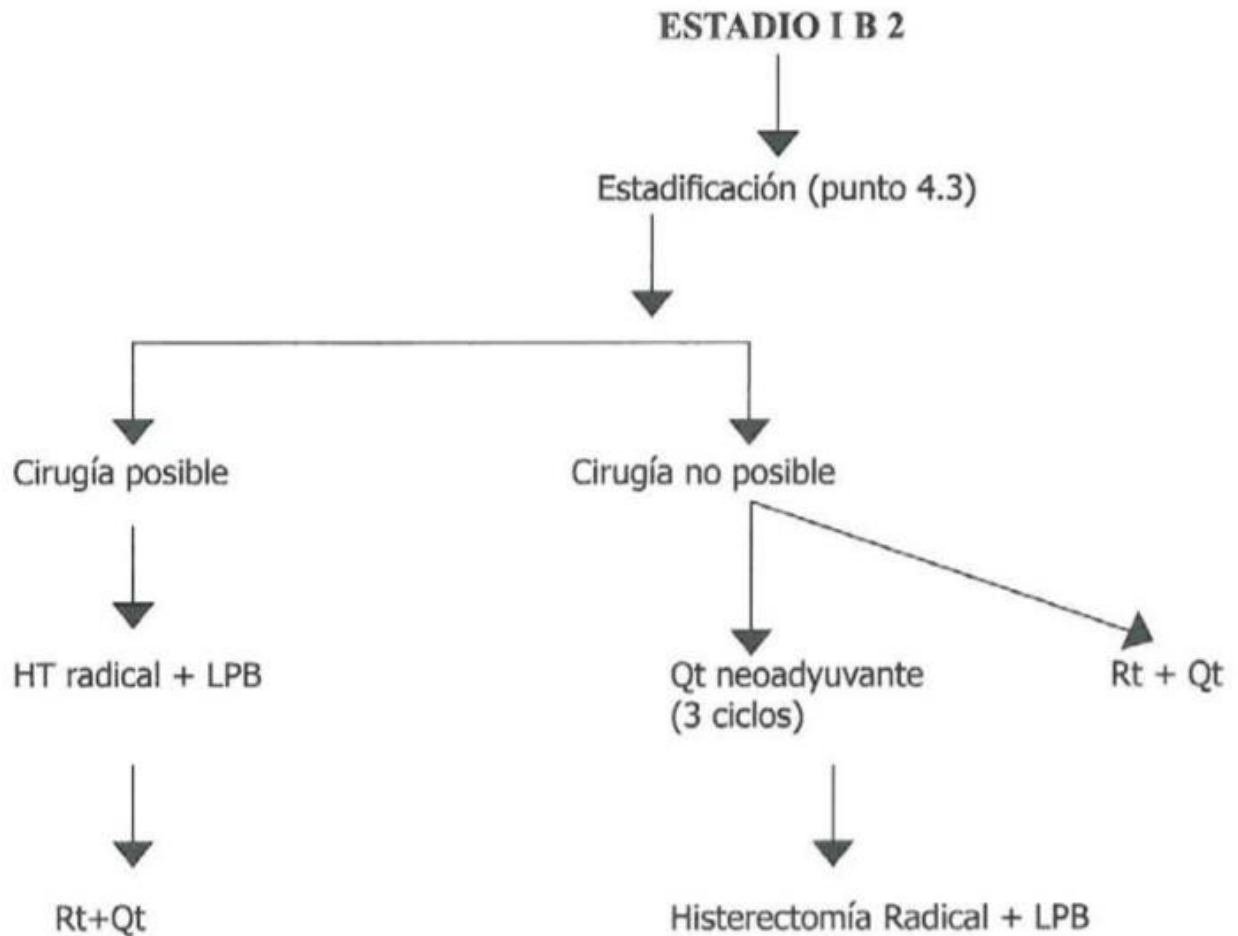 ESTADIO I B 2
Estadificación (punto 4.3)
Cirugía posible
Cirugía no posible
HT radical + LPB
Qt neoadyuvante
(3 ciclos)
Rt + Qt
Rt+Qt
Histerectomía Radical + LPB